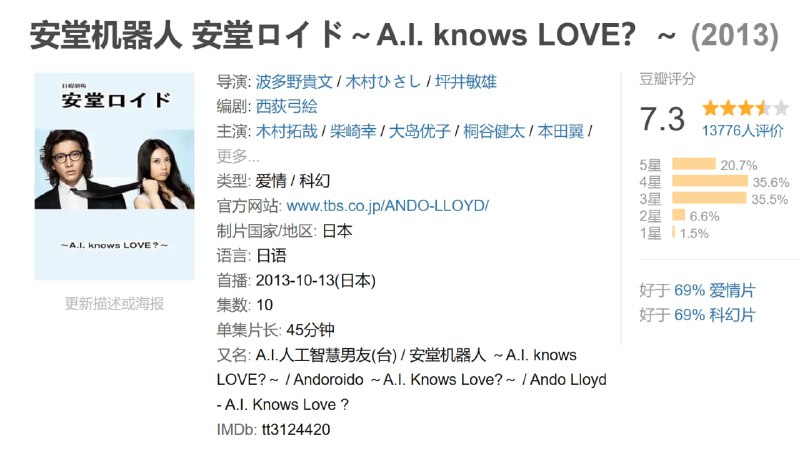 安堂机器人 安堂ロイド～A.I. knows LOVE？～ (2013)
日曜劇場
安堂ロイド
～A.I. knows LOVE？～
更新描述或海报
导演: 波多野貴文 / 木村ひさし / 坪井敏雄
编剧: 西荻弓絵
主演: 木村拓哉 / 柴崎幸 / 大岛优子 / 桐谷健太 / 本田翼 /
更多...
类型: 爱情 / 科幻
官方网站: www.tbs.co.jp/ANDO-LLOYD/
制片国家/地区: 日本
语言: 日语
首播: 2013-10-13(日本)
集数: 10
单集片长: 45分钟
又名: A.I.人工智慧男友(台) / 安堂机器人 ～A.I. knows
LOVE?～ / Andoroido ～A.I. Knows Love?～ / Ando Lloyd
- A.I. Knows Love ?
IMDb: tt3124420
豆瓣评分
7.3
13776人评价
5星 20.7%
4星 35.6%
3星 35.5%
2星 6.6%
1星 1.5%
好于 69% 爱情片
好于 69% 科幻片